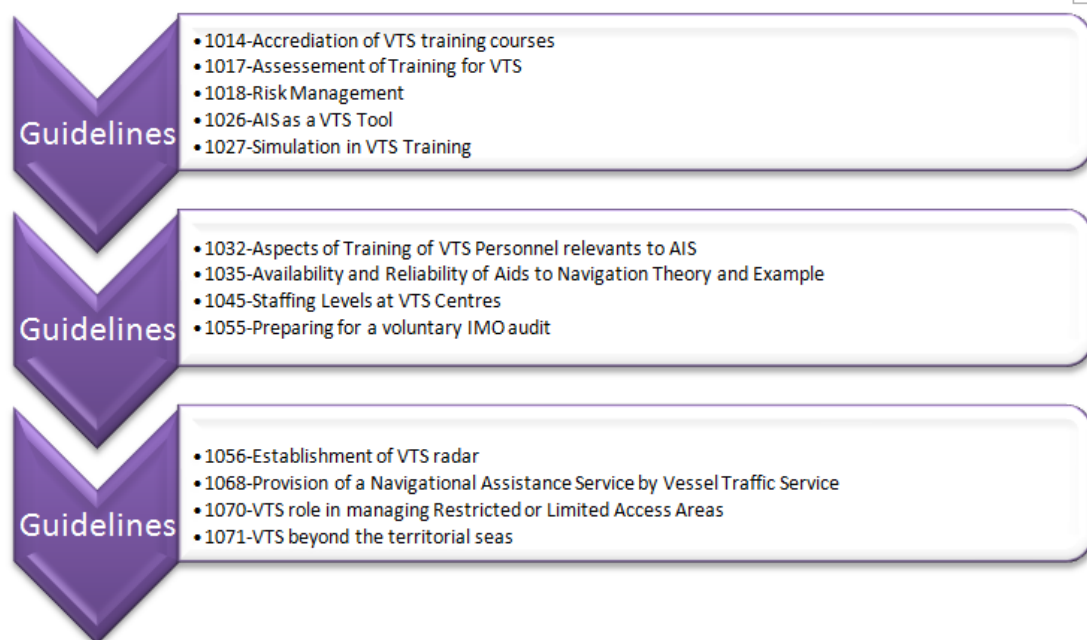 Guidelines
• 1014-Accrediation of VTS training courses
• 1017-Assessement of Training for VTS
• 1018-Risk Management
• 1026-AIS as a VTS Tool
• 1027-Simulation in VTS Training
Guidelines
• 1032-Aspects of Training of VTS Personnel relevants to AIS
• 1035-Availability and Reliability of Aids to Navigation Theory and Example
• 1045-Staffing Levels at VTS Centres
• 1055-Preparing for a voluntary IMO audit
Guidelines
• 1056-Establishment of VTS radar
• 1068-Provision of a Navigational Assistance Service by Vessel Traffic Service
• 1070-VTS role in managing Restricted or Limited Access Areas
• 1071-VTS beyond the territorial seas